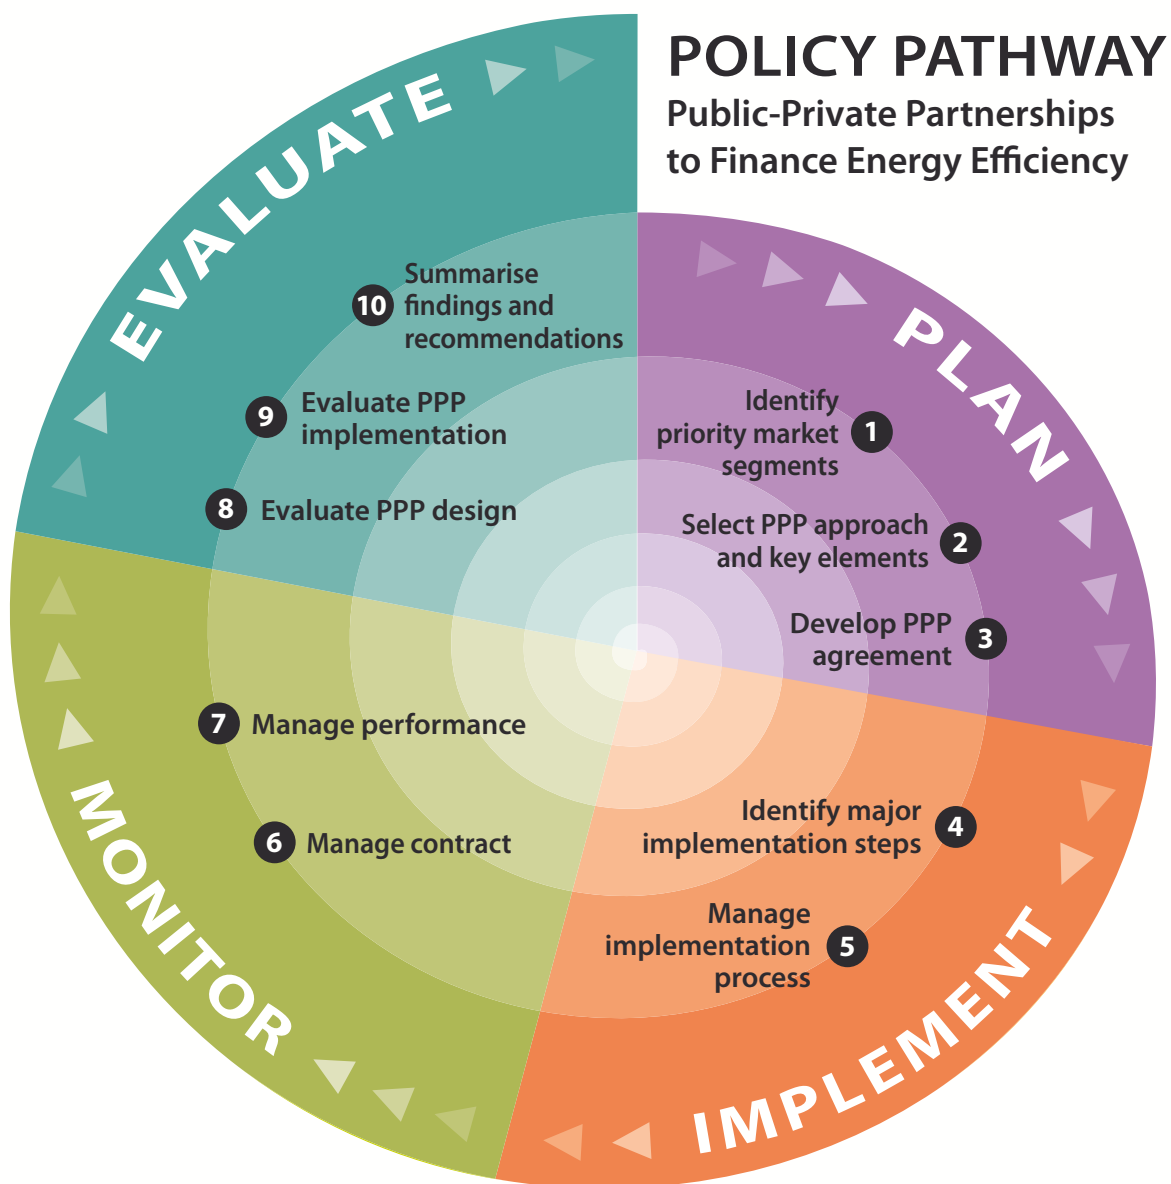 POLICY PATHWAY
Public-Private Partnerships
to Finance Energy Efficiency
PLAN
1
Identify
priority market
segments
2
Select PPP approach
and key elements
3
Develop PPP
agreement
IMPLEMENT
4
Identify major
implementation steps
5
Manage
implementation
process
MONITOR
6
Manage contract
7
Manage performance
EVALUATE
8
Evaluate PPP design
9
Evaluate PPP
implementation
10
Summarise
findings and
recommendations